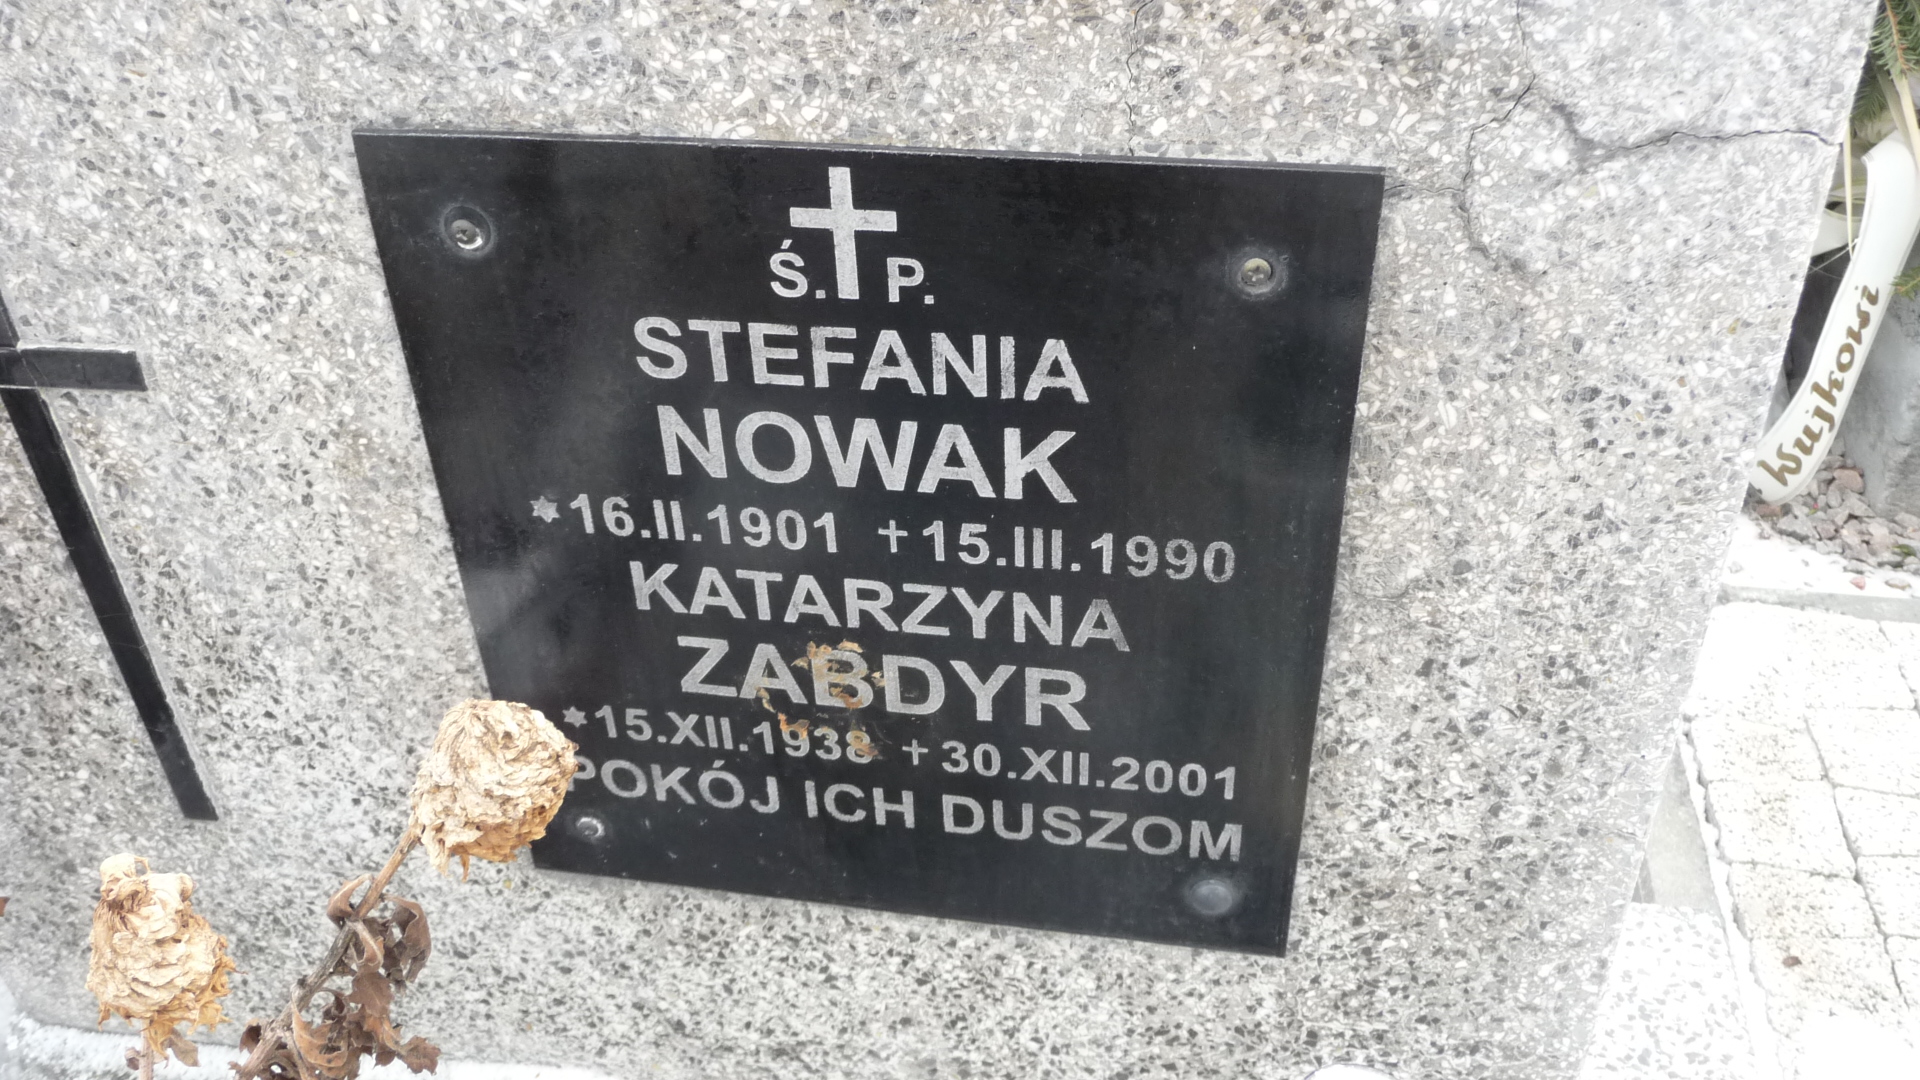 Ś. P.
STEFANIA
NOWAK
*16.II.1901 +15.III.1990
KATARZYNA
ZABDYR
*15.XII.1938 +30.XII.2001
POKÓJ ICH DUSZOM
Wujkowi